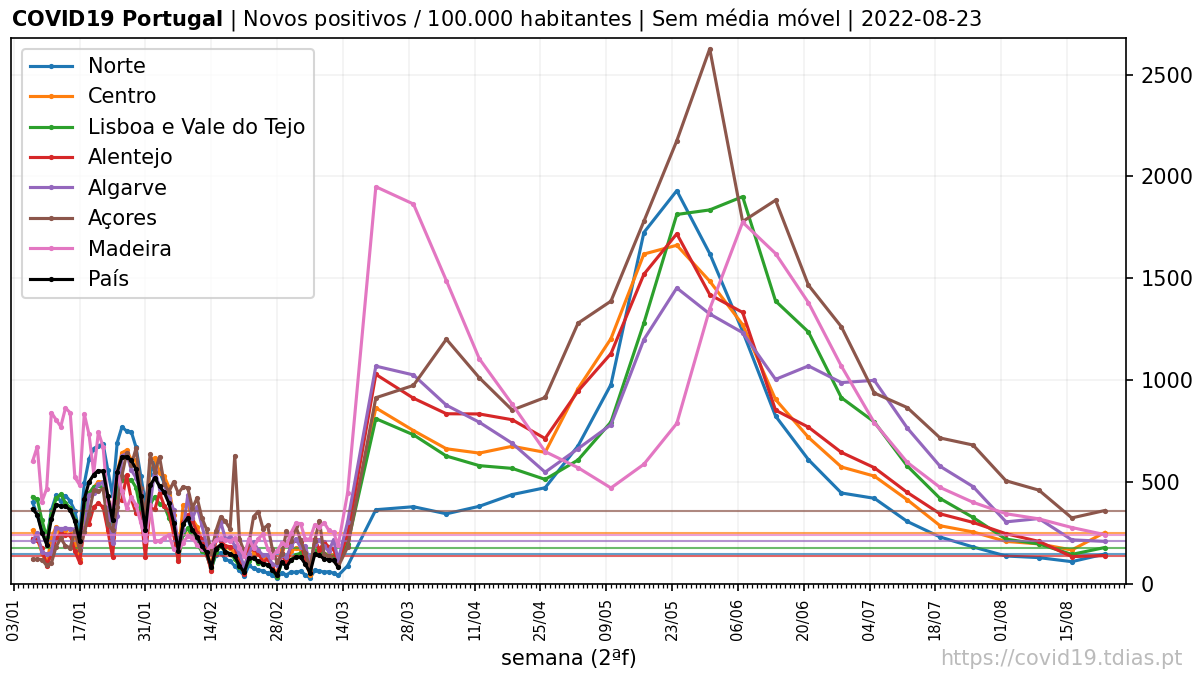 COVID19 Portugal | Novos positivos / 100.000 habitantes | Sem média móvel | 2022-08-23
Norte
Centro
Lisboa e Vale do Tejo
Alentejo
Algarve
Açores
Madeira
País
2500
2000
1500
1000
500
0
03/01
17/01
31/01
14/02
28/02
14/03
28/03
11/04
25/04
09/05
23/05
06/06
20/06
04/07
18/07
01/08
15/08
semana (2ªf)
https://covid19.tdias.pt